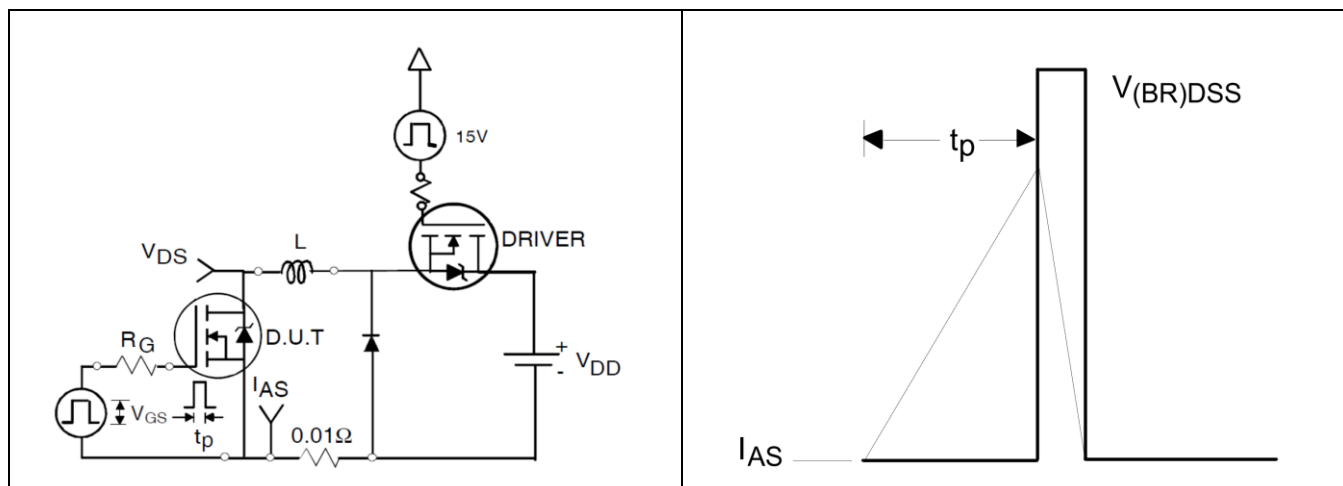 15V
DRIVER
L
VDS
D.U.T
RG
+
VDD
-
IAS
VGS
tp
0.01Ω
V(BR)DSS
tp
IAS